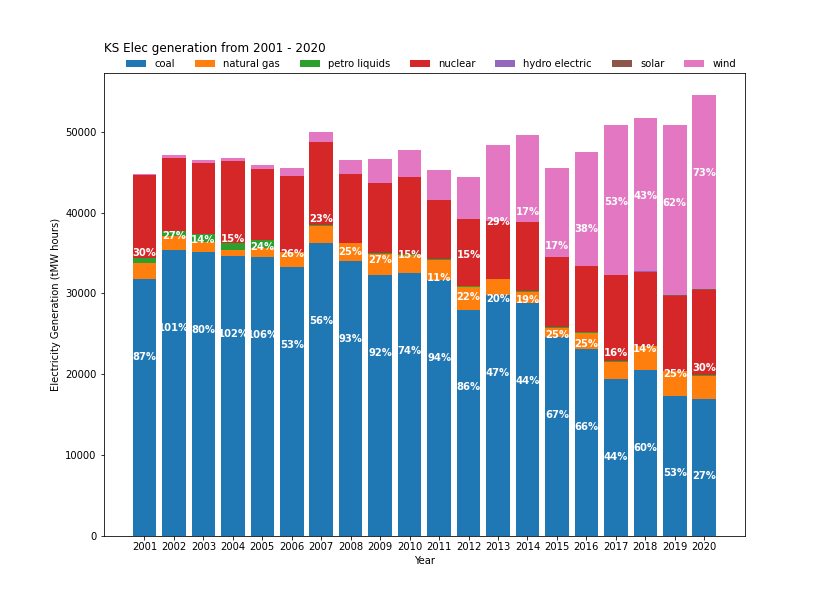 KS Elec generation from 2001 - 2020
coal natural gas petro liquids nuclear hydro electric solar wind
Electricity Generation (tMW hours)
50000
40000
30000
20000
10000
0
30% 27% 14% 15% 24% 26% 23% 25% 27% 15% 11% 15% 29% 17% 17% 38% 53% 43% 62% 73%
22% 20% 19% 25% 25% 16% 14% 25% 30%
87% 101% 80% 102% 106% 53% 56% 93% 92% 74% 94% 86% 47% 44% 67% 66% 44% 60% 53% 27%
2001 2002 2003 2004 2005 2006 2007 2008 2009 2010 2011 2012 2013 2014 2015 2016 2017 2018 2019 2020
Year